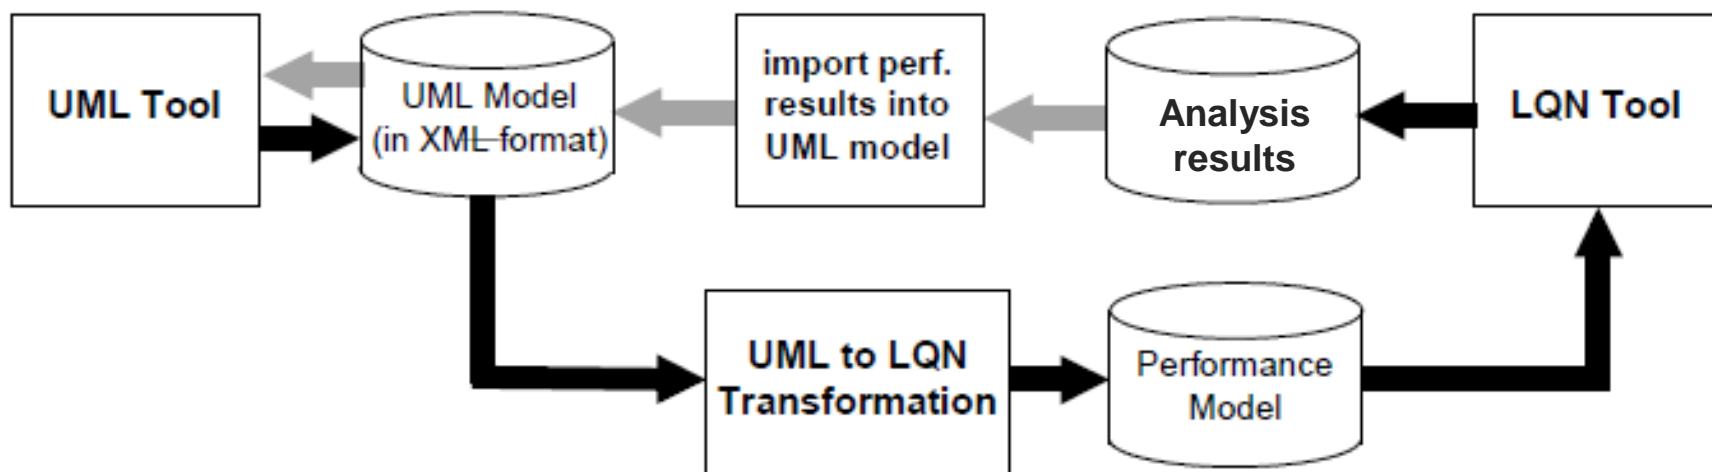 UML Tool
UML Model
(in XML format)
import perf.
results into
UML model
Analysis
results
LQN Tool
UML to LQN
Transformation
Performance
Model